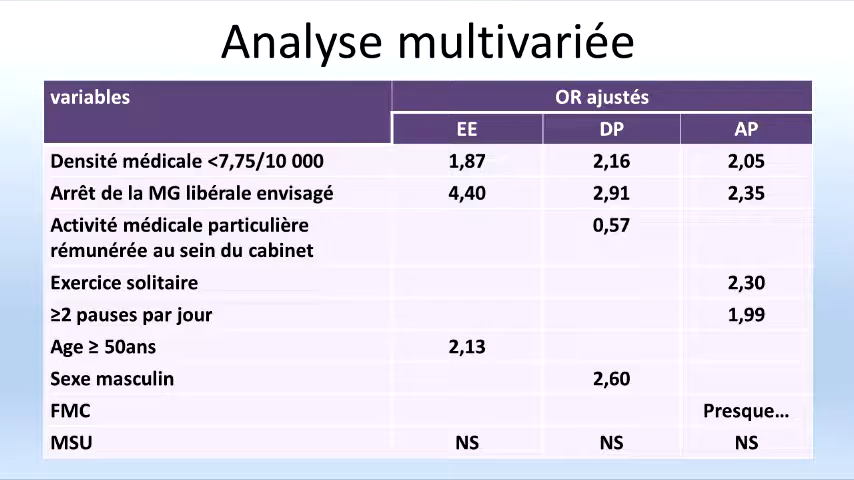 Analyse multivariée
variables OR ajustés
EE DP AP
Densité médicale <7,75/10 000 1,87 2,16 2,05
Arrêt de la MG libérale envisagé 4,40 2,91 2,35
Activité médicale particulière 0,57
rémunérée au sein du cabinet
Exercice solitaire 2,30
≥2 pauses par jour 1,99
Age ≥ 50ans 2,13
Sexe masculin 2,60
FMC Presque…
MSU NS NS NS